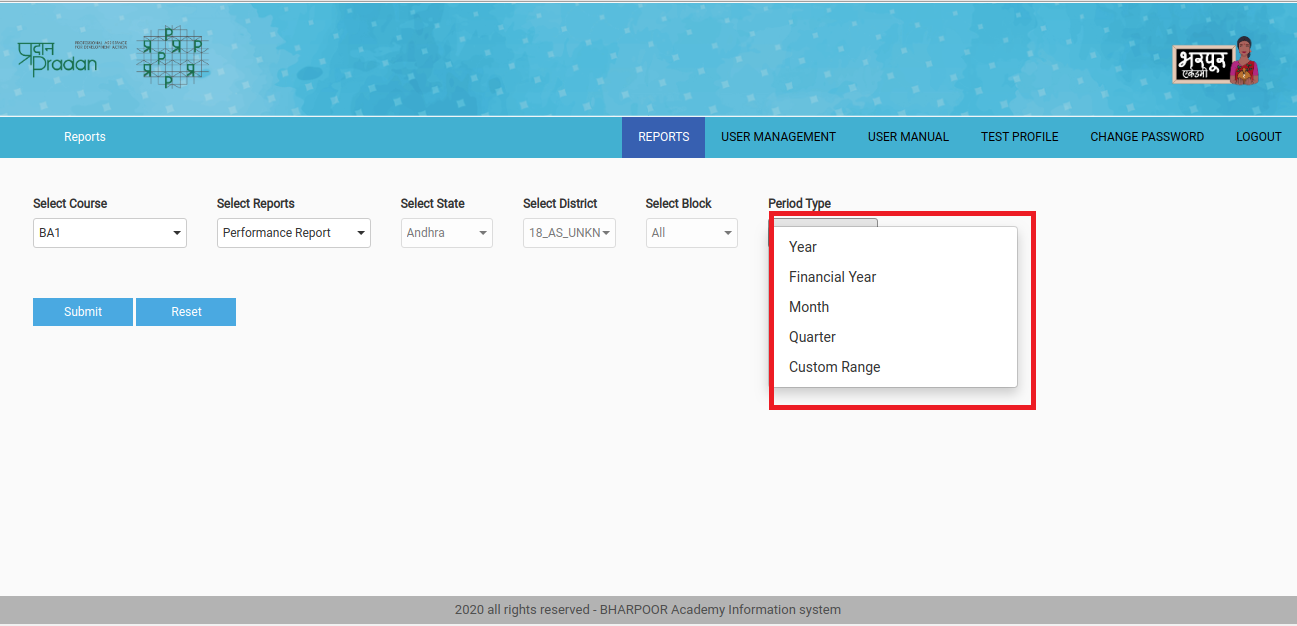 प्रदान
Pradan
PROFESSIONAL ASSISTANCE
FOR DEVELOPMENT ACTION
भरपूर
एकेडमी
Reports
REPORTS
USER MANAGEMENT
USER MANUAL
TEST PROFILE
CHANGE PASSWORD
LOGOUT
Select Course
Select Reports
Select State
Select District
Select Block
Period Type
BA1
Performance Report
Andhra
18_AS_UNKN
All
Year
Financial Year
Month
Quarter
Custom Range
Submit
Reset
2020 all rights reserved - BHARPOOR Academy Information system